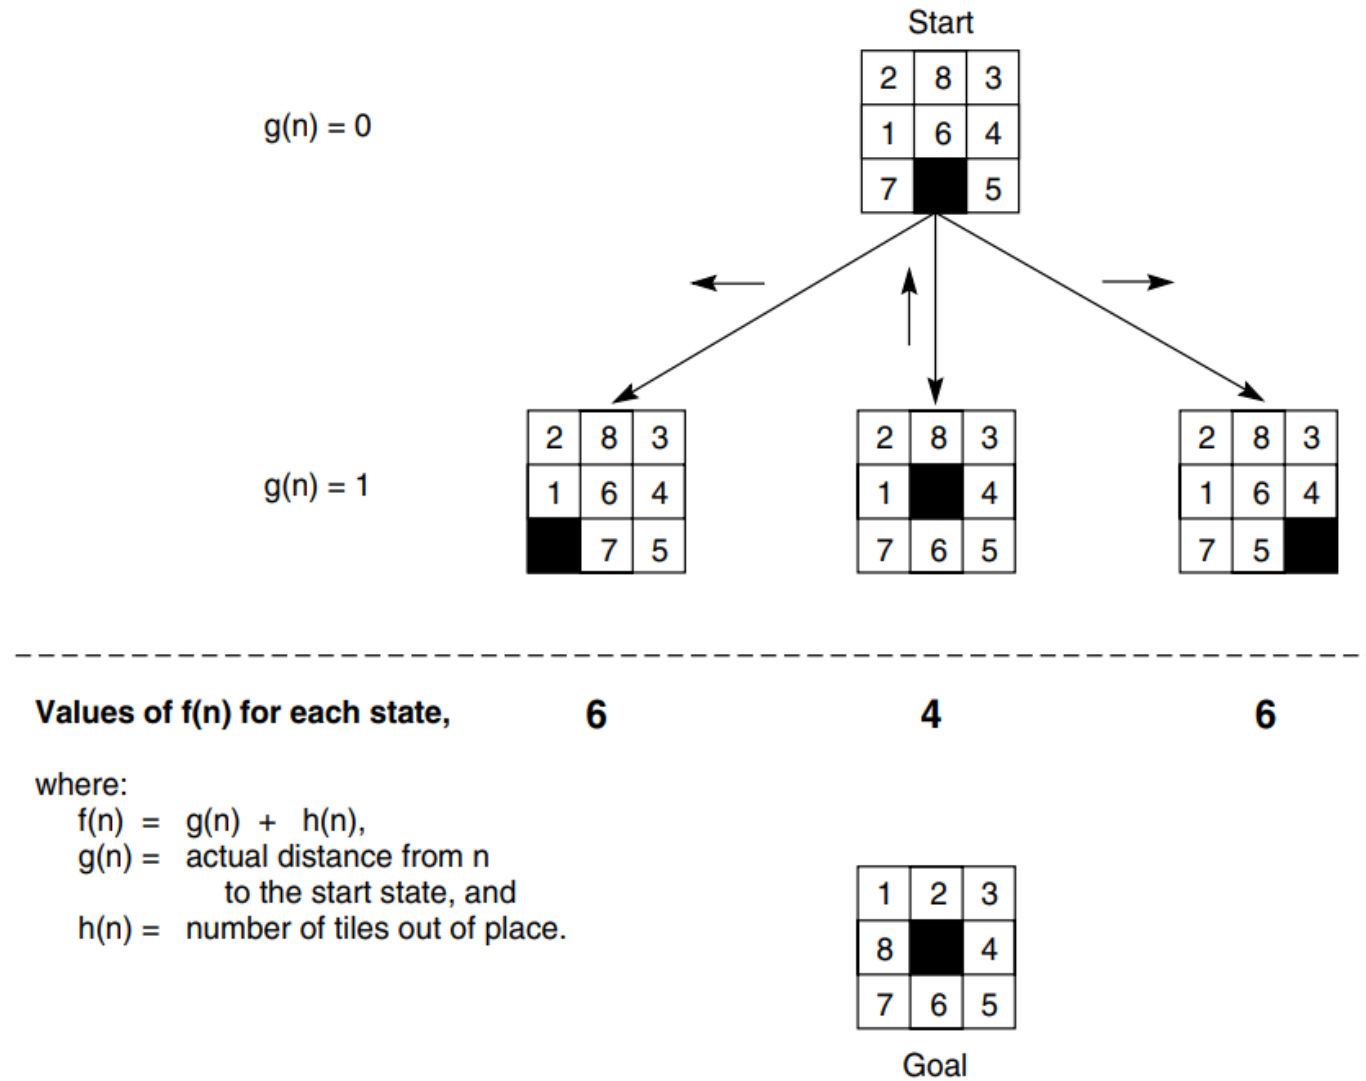 Start
2 8 3
g(n) = 0
1 6 4
7 5
2 8 3 2 8 3 2 8 3
g(n) = 1
1 6 4 1 4 1 6 4
7 5 7 6 5 7 5
Values of f(n) for each state, 6 4 6
where:
f(n) = g(n) + h(n),
g(n) = actual distance from n
to the start state, and
h(n) = number of tiles out of place.
1 2 3
8 4
7 6 5
Goal